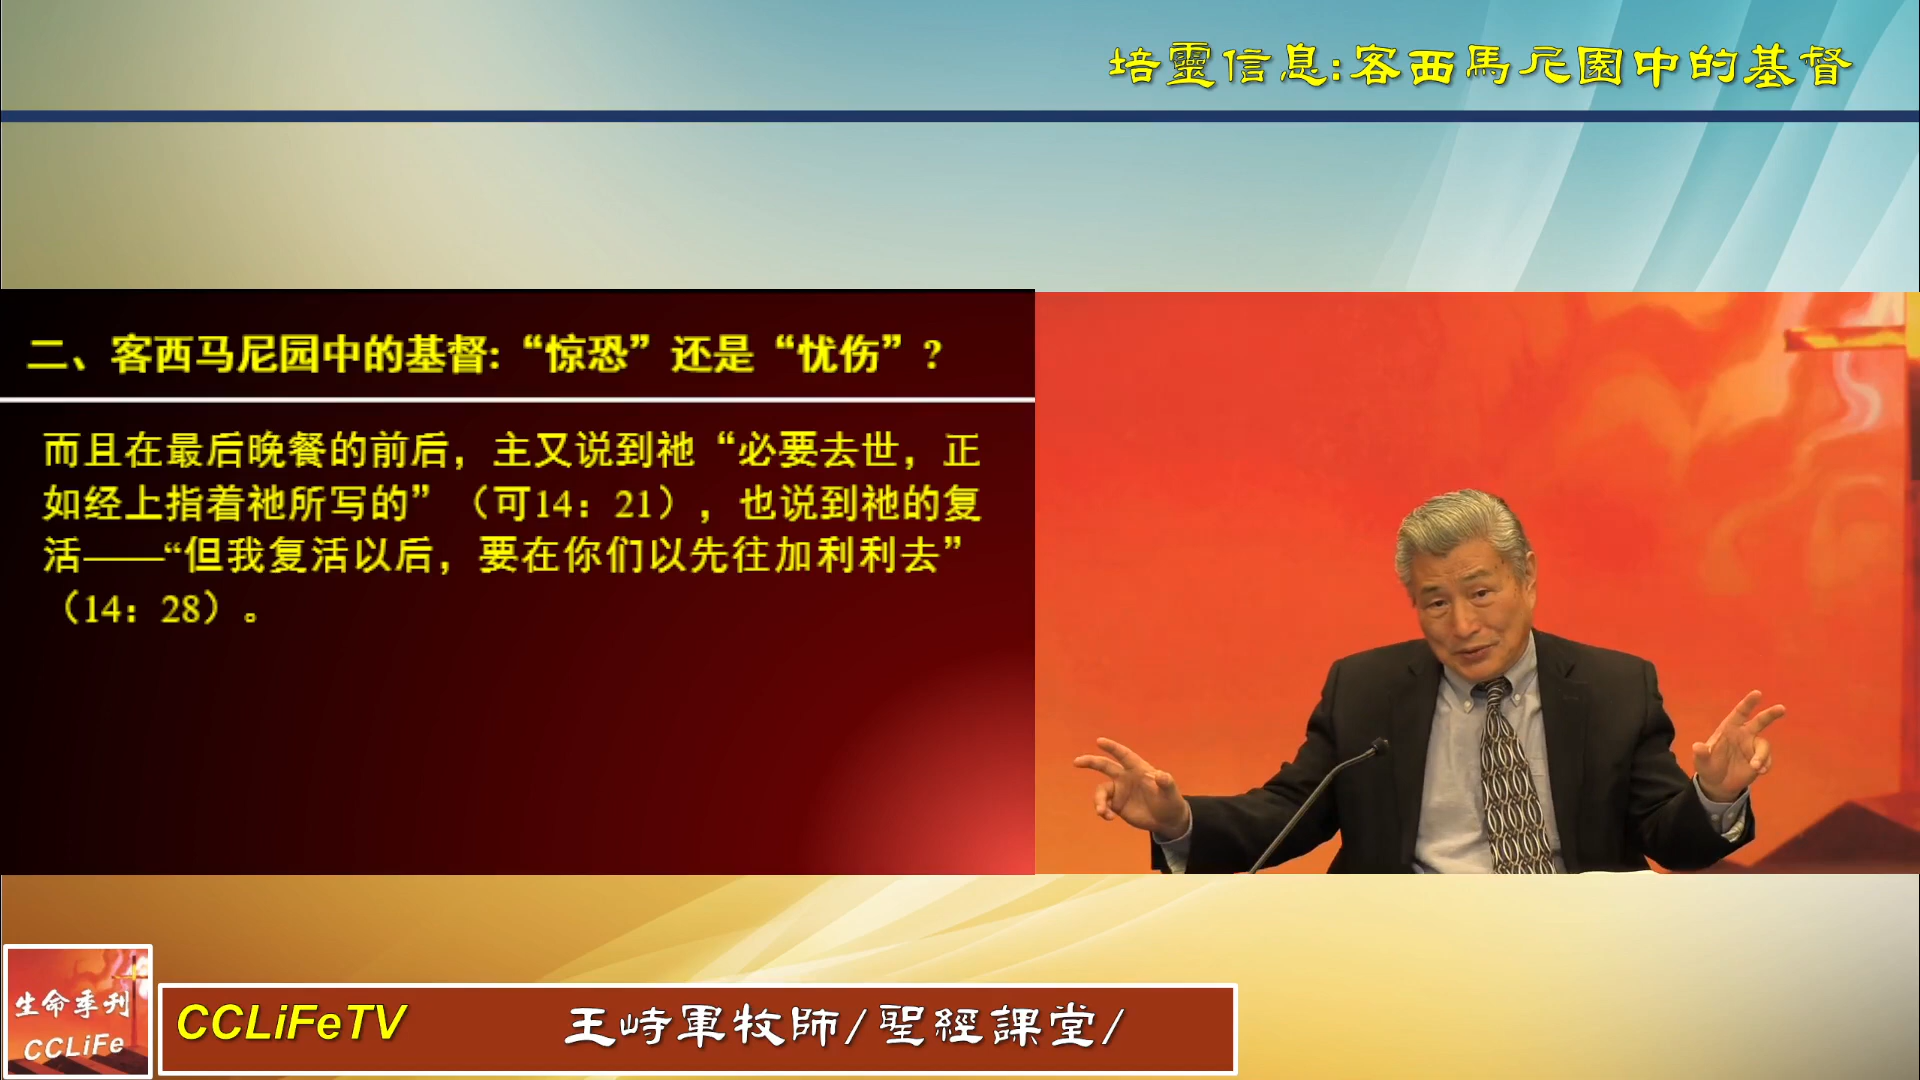 培靈信息:客西馬尼園中的基督
二、客西马尼园中的基督:“惊恐”还是“忧伤”?
而且在最后晚餐的前后，主又说到祂“必要去世，正
如经上指着祂所写的”（可14：21），也说到祂的复
活——“但我复活以后，要在你们以先往加利利去”
（14：28）。
生命季刊
CCLiFe
CCLiFeTV 王峙軍牧師/聖經課堂/